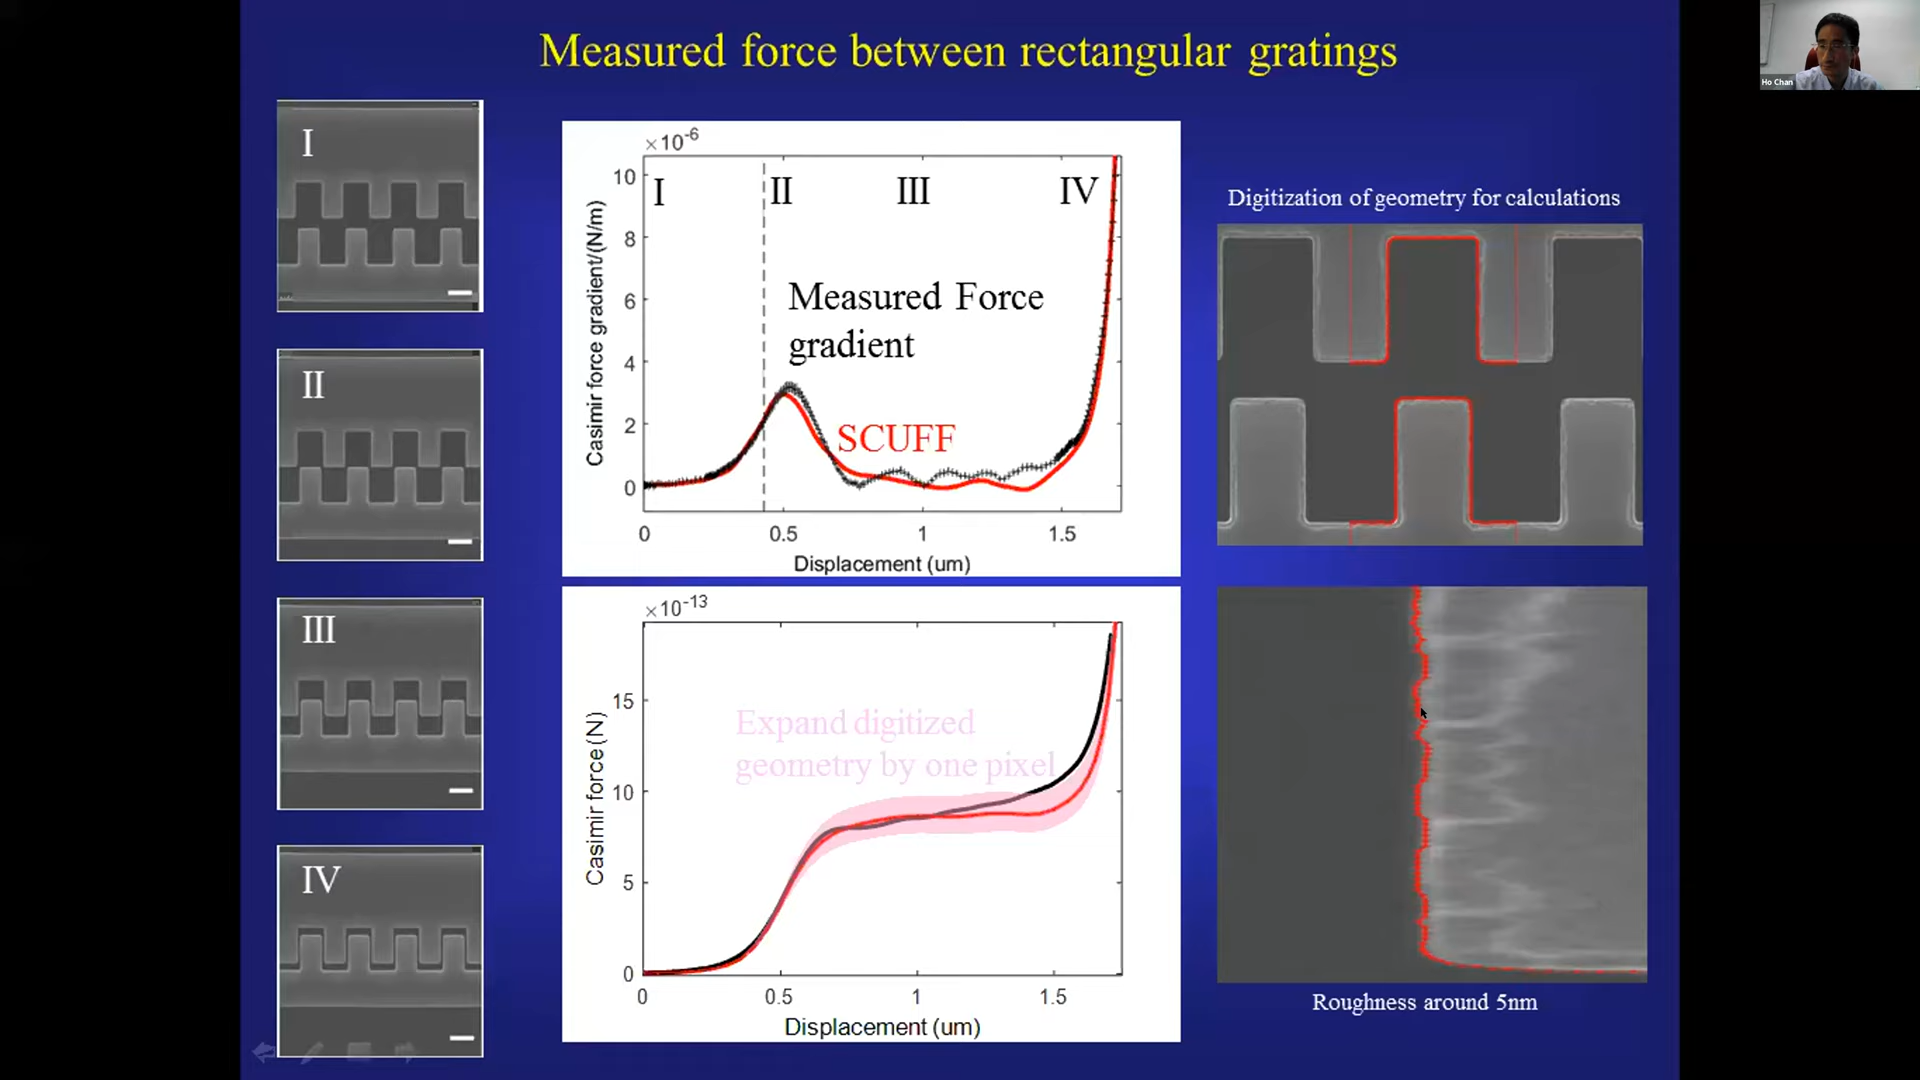 Measured force between rectangular gratings
Ho Chan
I
II
III
IV
×10-6
10
8
6
4
2
0
I
II
III
IV
Measured Force
gradient
SCUFF
Casimir force gradient/(N/m)
0
0.5
1
1.5
Displacement (um)
×10-13
15
10
5
0
Expand digitized
geometry by one pixel
Casimir force (N)
0
0.5
1
1.5
Displacement (um)
Digitization of geometry for calculations
Roughness around 5nm